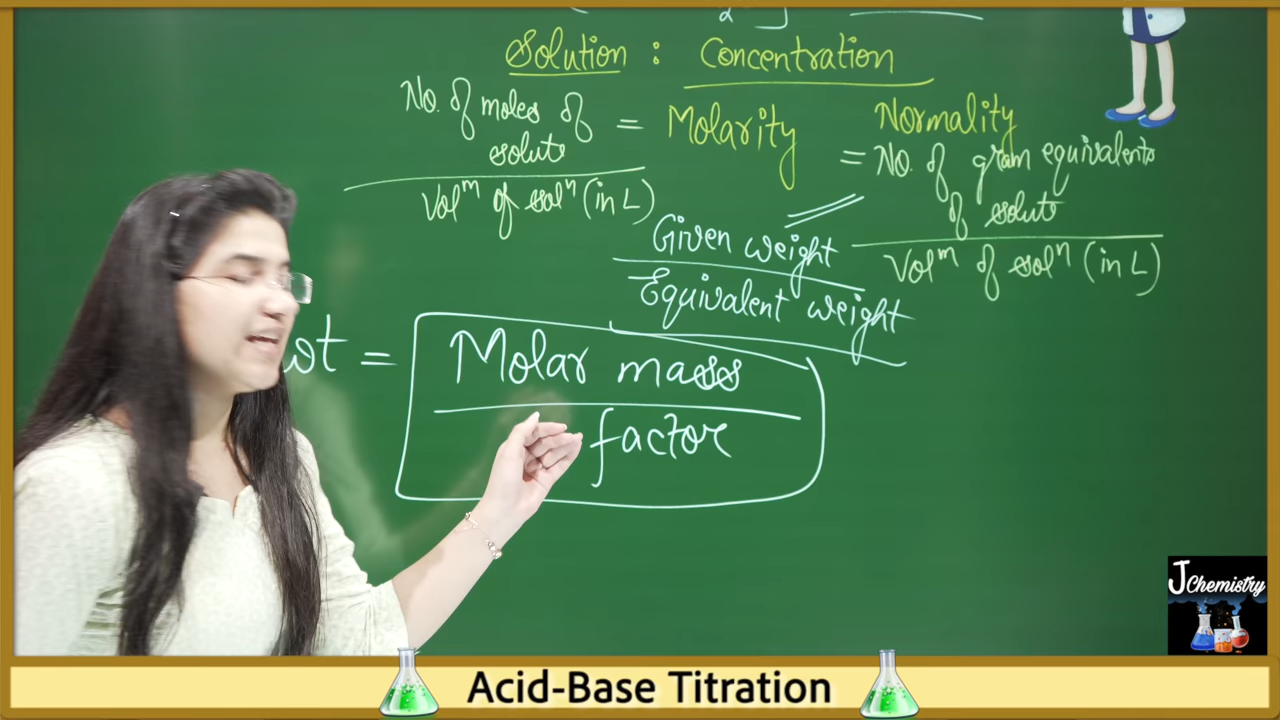 Solution : Concentration
No. of moles of
solute
= Molarity
Vol^m of sol^n (in L)
Normality
= No. of gram equivalents
of solute
Vol^m of sol^n (in L)
Given weight
Equivalent weight
wt = Molar mass
factor
J Chemistry
Acid-Base Titration